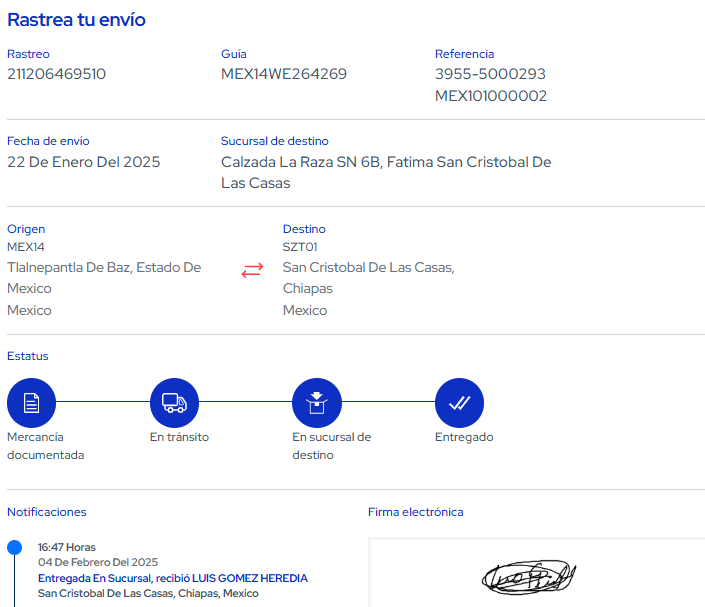 Rastrea tu envío
Rastreo
211206469510
Guía
MEX14WE264269
Referencia
3955-5000293
MEX101000002
Fecha de envío
22 De Enero Del 2025
Sucursal de destino
Calzada La Raza SN 6B, Fatima San Cristobal De
Las Casas
Origen
MEX14
Tlalnepantla De Baz, Estado De
Mexico
Mexico
Destino
SZT01
San Cristobal De Las Casas,
Chiapas
Mexico
Estatus
Mercancía
documentada
En tránsito
En sucursal de
destino
Entregado
Notificaciones
16:47 Horas
04 De Febrero Del 2025
Entregada En Sucursal, recibió LUIS GOMEZ HEREDIA
San Cristobal De Las Casas, Chiapas, Mexico
Firma electrónica